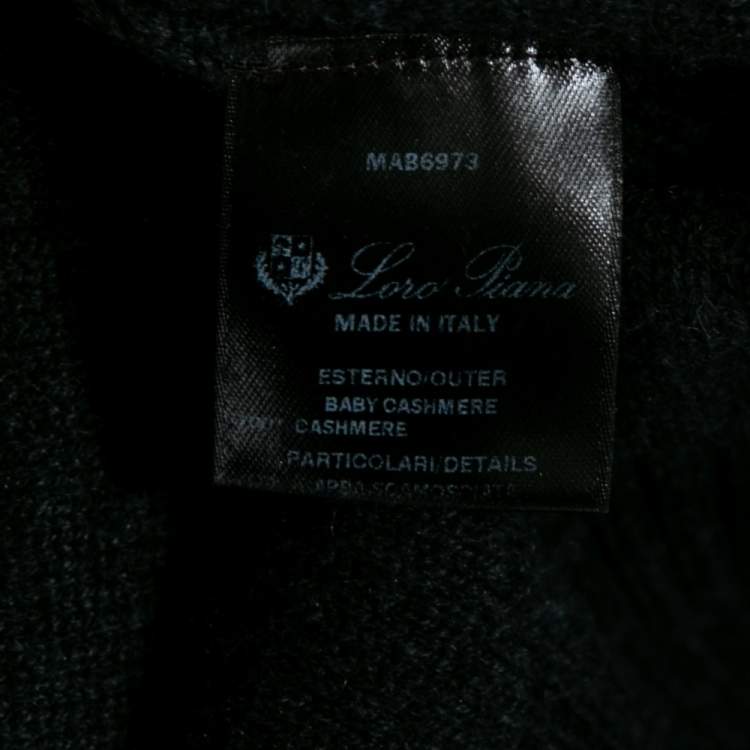 MAB6973
Loro Piana
MADE IN ITALY
ESTERNO/OUTER
BABY CASHMERE
CASHMERE
PARTICOLARI/DETAILS